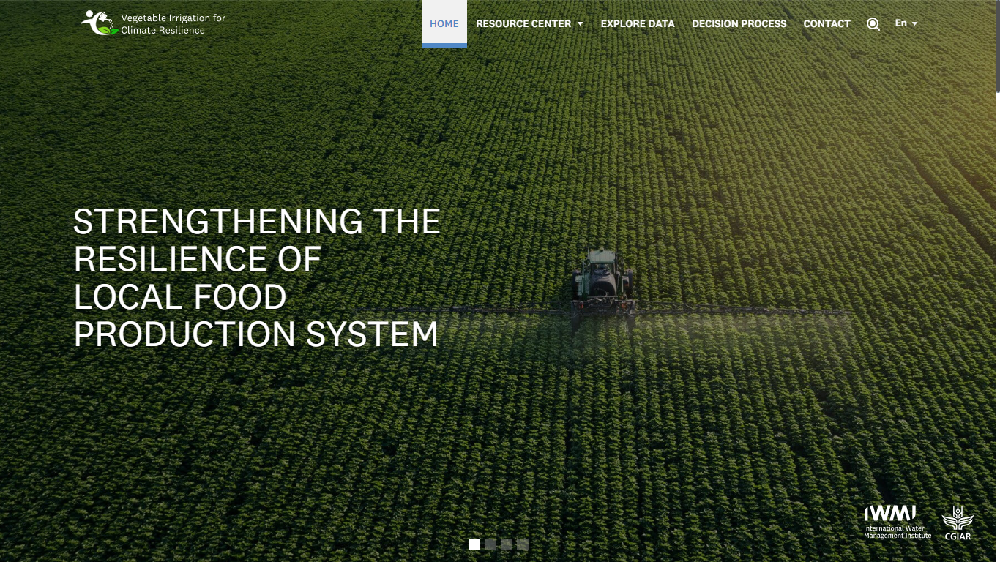 Vegetable Irrigation for
Climate Resilience
HOME
RESOURCE CENTER
EXPLORE DATA
DECISION PROCESS
CONTACT
En
STRENGTHENING THE
RESILIENCE OF
LOCAL FOOD
PRODUCTION SYSTEM
IWMI
International Water
Management Institute
CGIAR